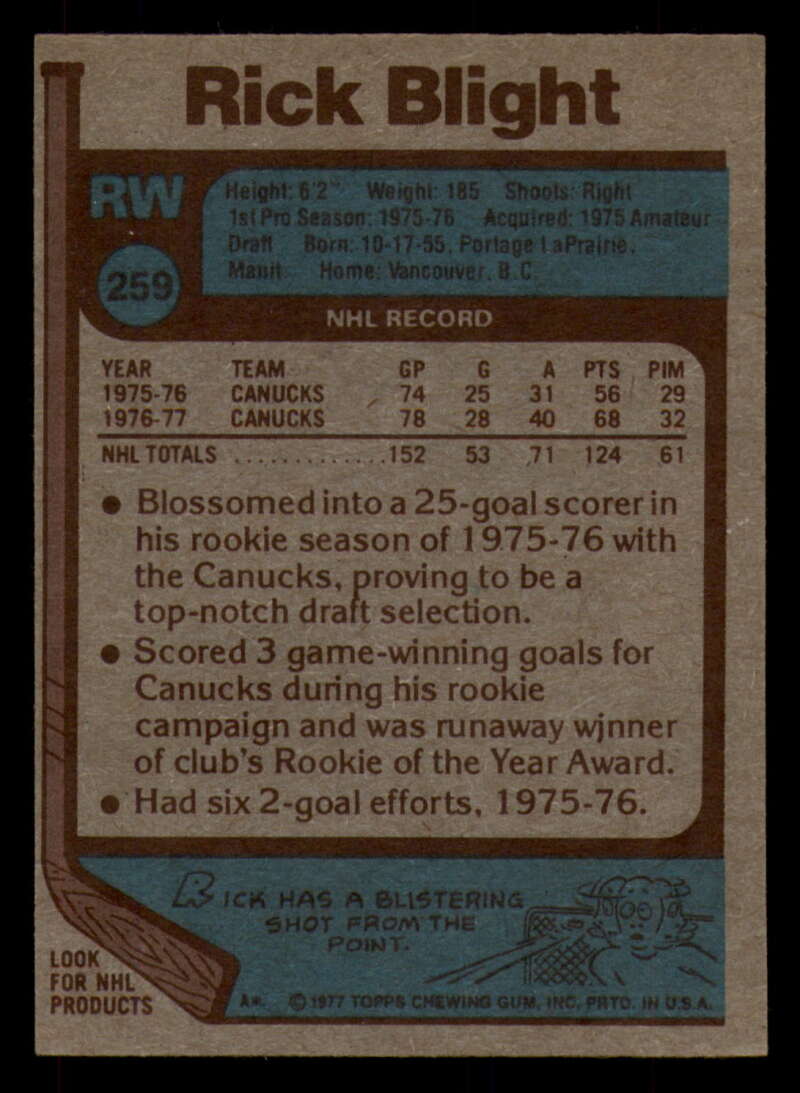 Rick Blight
RW
259
Height: 6'2" Weight: 185 Shoots: Right
1st Pro Season: 1975-76 Acquired: 1975 Amateur
Draft Born: 10-17-55, Portage LaPrairie,
Manit. Home: Vancouver, B.C.
NHL RECORD
YEAR TEAM GP G A PTS PIM
1975-76 CANUCKS 74 25 31 56 29
1976-77 CANUCKS 78 28 40 68 32
NHL TOTALS .............152 53 71 124 61
● Blossomed into a 25-goal scorer in
his rookie season of 1975-76 with
the Canucks, proving to be a
top-notch draft selection.
● Scored 3 game-winning goals for
Canucks during his rookie
campaign and was runaway winner
of club's Rookie of the Year Award.
● Had six 2-goal efforts, 1975-76.
RICK HAS A BLISTERING
SHOT FROM THE
POINT.
LOOK
FOR NHL
PRODUCTS
A*. © 1977 TOPPS CHEWING GUM, INC. PRTD. IN U.S.A.